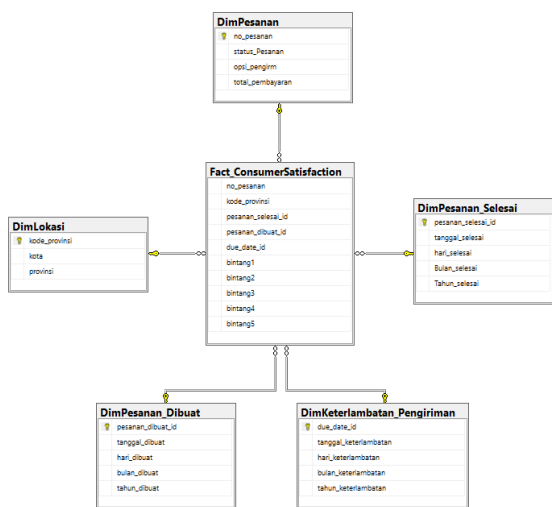 DimPesanan
no_pesanan
status_Pesanan
opsi_pengirm
total_pembayaran
Fact_ConsumerSatisfaction
no_pesanan
kode_provinsi
pesanan_selesai_id
pesanan_dibuat_id
due_date_id
bintang1
bintang2
bintang3
bintang4
bintang5
DimLokasi
kode_provinsi
kota
provinsi
DimPesanan_Selesai
pesanan_selesai_id
tanggal_selesai
hari_selesai
Bulan_selesai
Tahun_selesai
DimPesanan_Dibuat
pesanan_dibuat_id
tanggal_dibuat
hari_dibuat
bulan_dibuat
tahun_dibuat
DimKeterlambatan_Pengiriman
due_date_id
tanggal_keterlambatan
hari_keterlambatan
bulan_keterlambatan
tahun_keterlambatan